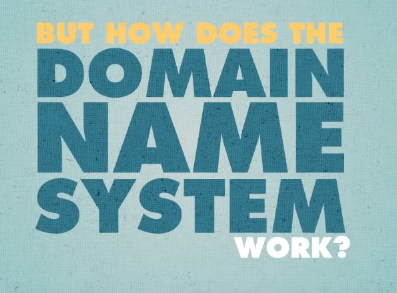 BUT HOW DOES THE
DOMAIN
NAME
SYSTEM
WORK?